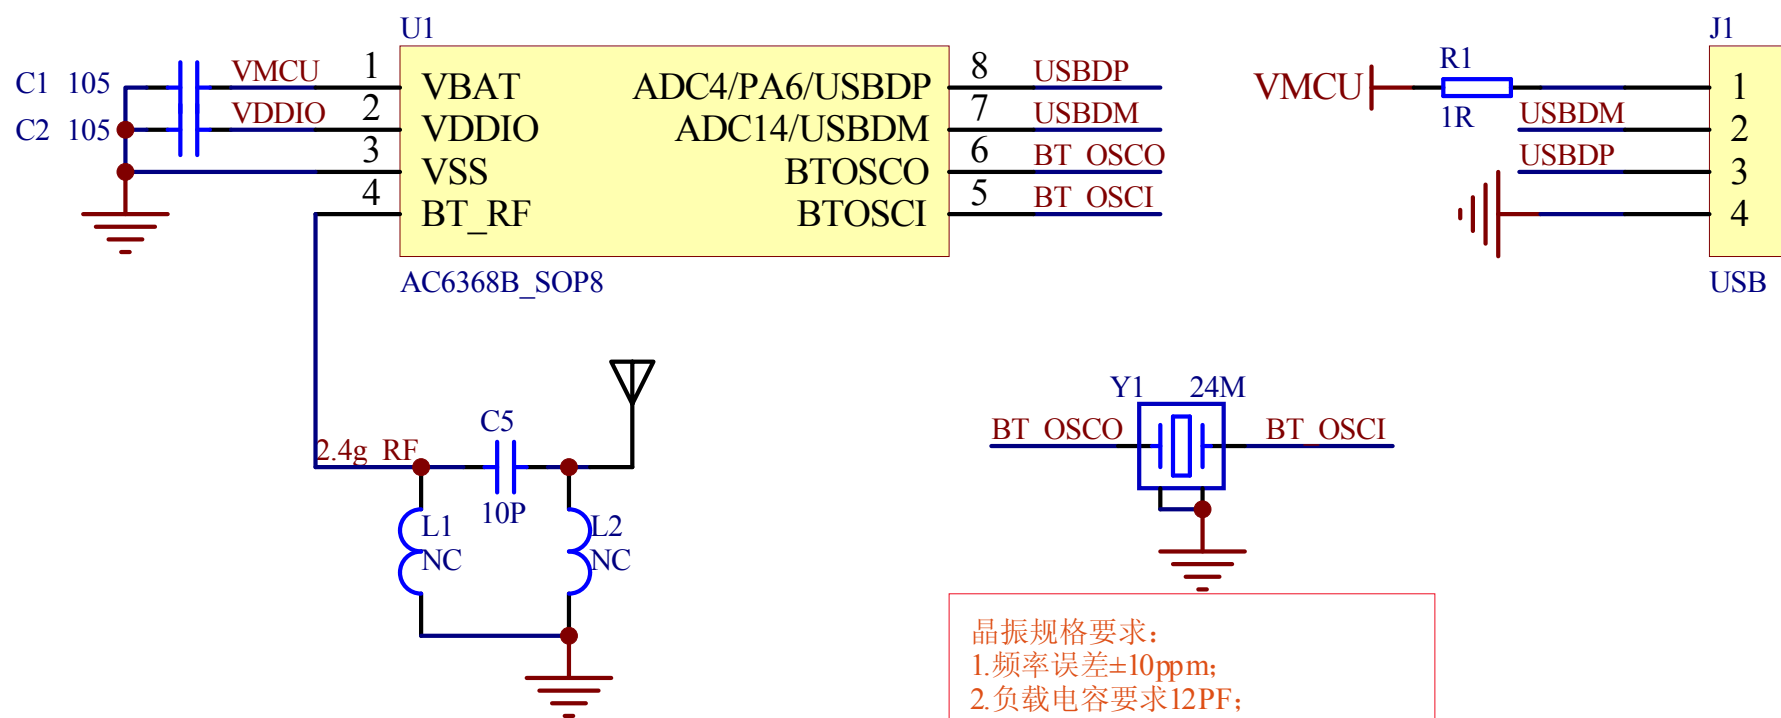 U1
J1
C1 105
VMCU
1
VBAT
ADC4/PA6/USBDP
8
USBDP
VMCU
R1
1R
1
C2 105
VDDIO
2
VDDIO
ADC14/USBDM
7
USBDM
USBDM
2
3
VSS
BTOSCO
6
BT_OSCO
USBDP
3
4
BT_RF
BTOSCI
5
BT_OSCI
4
AC6368B_SOP8
USB
Y1
24M
BT_OSCO
BT_OSCI
C5
2.4g_RF
10P
L1
NC
L2
NC
晶振规格要求：
1.频率误差±10ppm；
2.负载电容要求12PF；